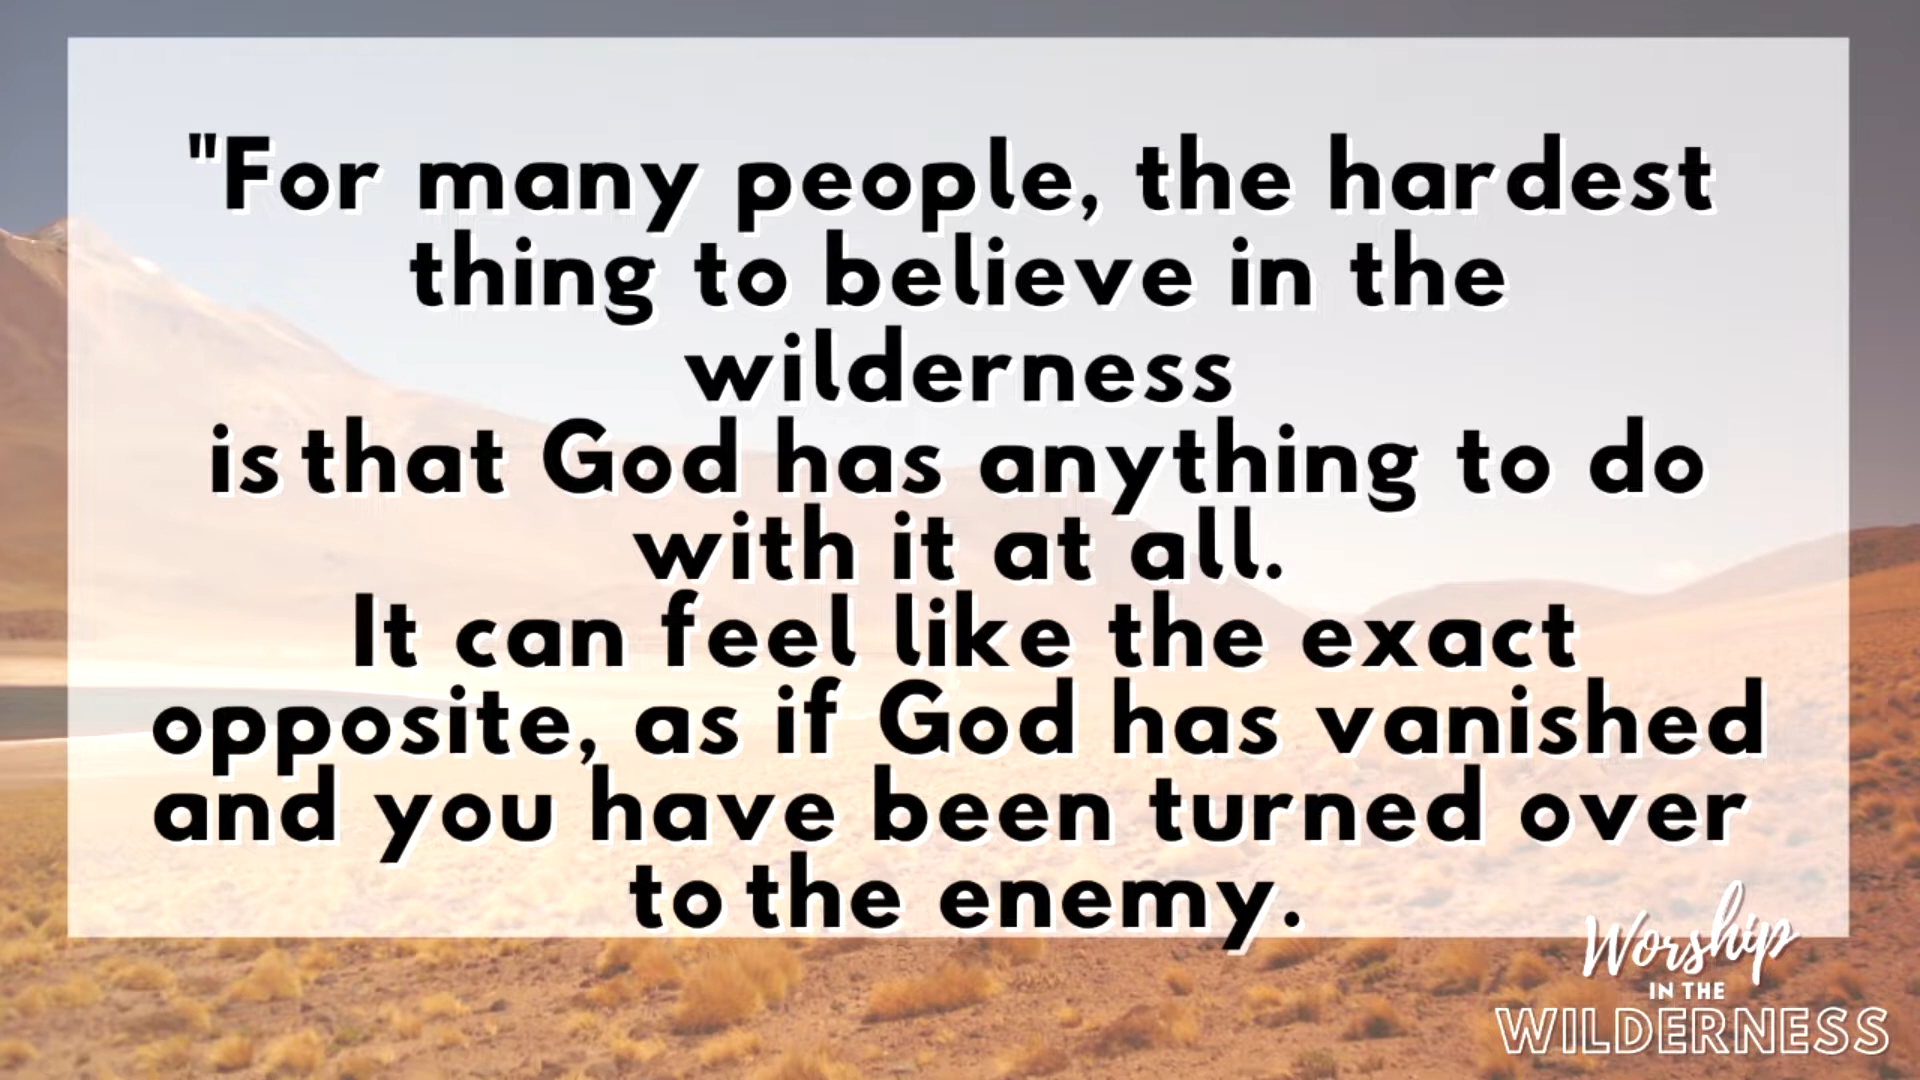 "For many people, the hardest
thing to believe in the
wilderness
is that God has anything to do
with it at all.
It can feel like the exact
opposite, as if God has vanished
and you have been turned over
to the enemy.
Worship
IN THE
WILDERNESS